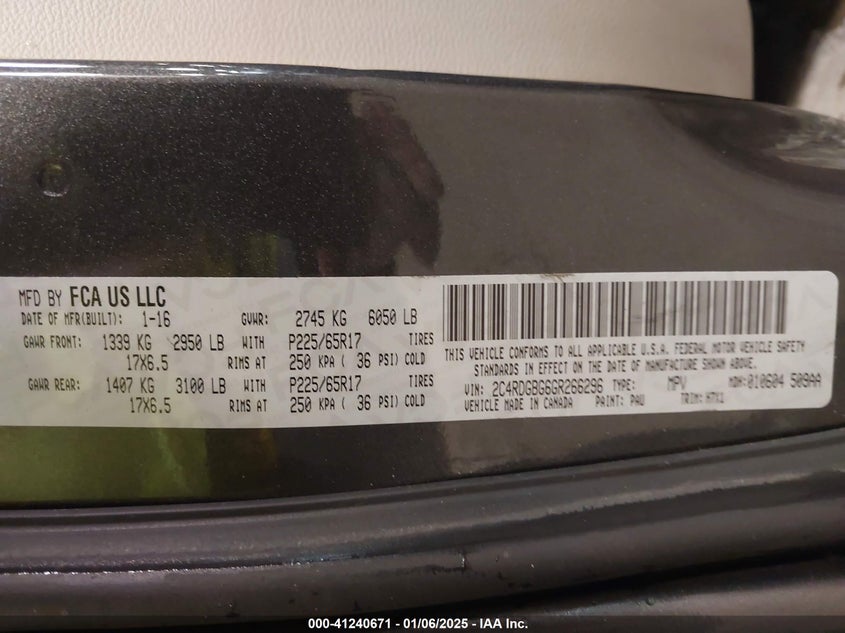 MFD BY FCA US LLC
DATE OF MFR(BUILT): 1-16 GVWR: 2745 KG 6050 LB
GAWR FRONT: 1339 KG 2950 LB WITH P225/65R17 TIRES
17X6.5 RIMS AT 250 KPA ( 36 PSI) COLD
GAWR REAR: 1407 KG 3100 LB WITH P225/65R17 TIRES
17X6.5 RIMS AT 250 KPA ( 36 PSI) COLD
THIS VEHICLE CONFORMS TO ALL APPLICABLE U.S.A. FEDERAL MOTOR VEHICLE SAFETY
STANDARDS IN EFFECT ON THE DATE OF MANUFACTURE SHOWN ABOVE.
VIN: 2C4RDGBG6GR266296 TYPE: MPV MDH: 010604 509AA
VEHICLE MADE IN CANADA PAINT: PAU TRIM:
000-41240671 - 01/06/2025 - IAA Inc.